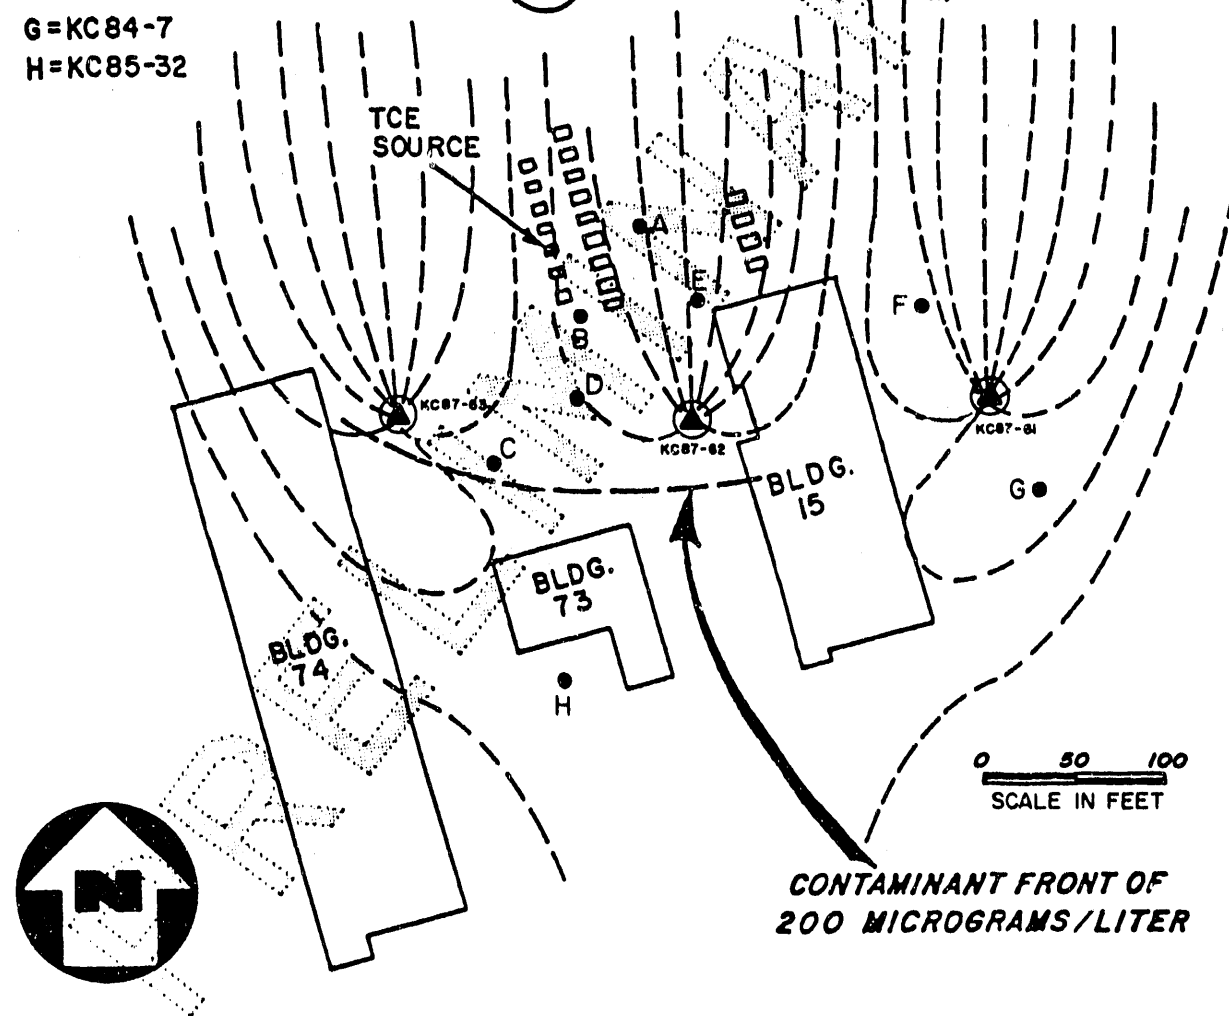 G=KC84-7
H=KC85-32
TCE
SOURCE
A
E
F
B
D
KC87-63
KC87-62
KC87-61
C
BLDG.
15
G
BLDG.
73
BLDG.
74
H
0 50 100
SCALE IN FEET
N
CONTAMINANT FRONT OF
200 MICROGRAMS/LITER